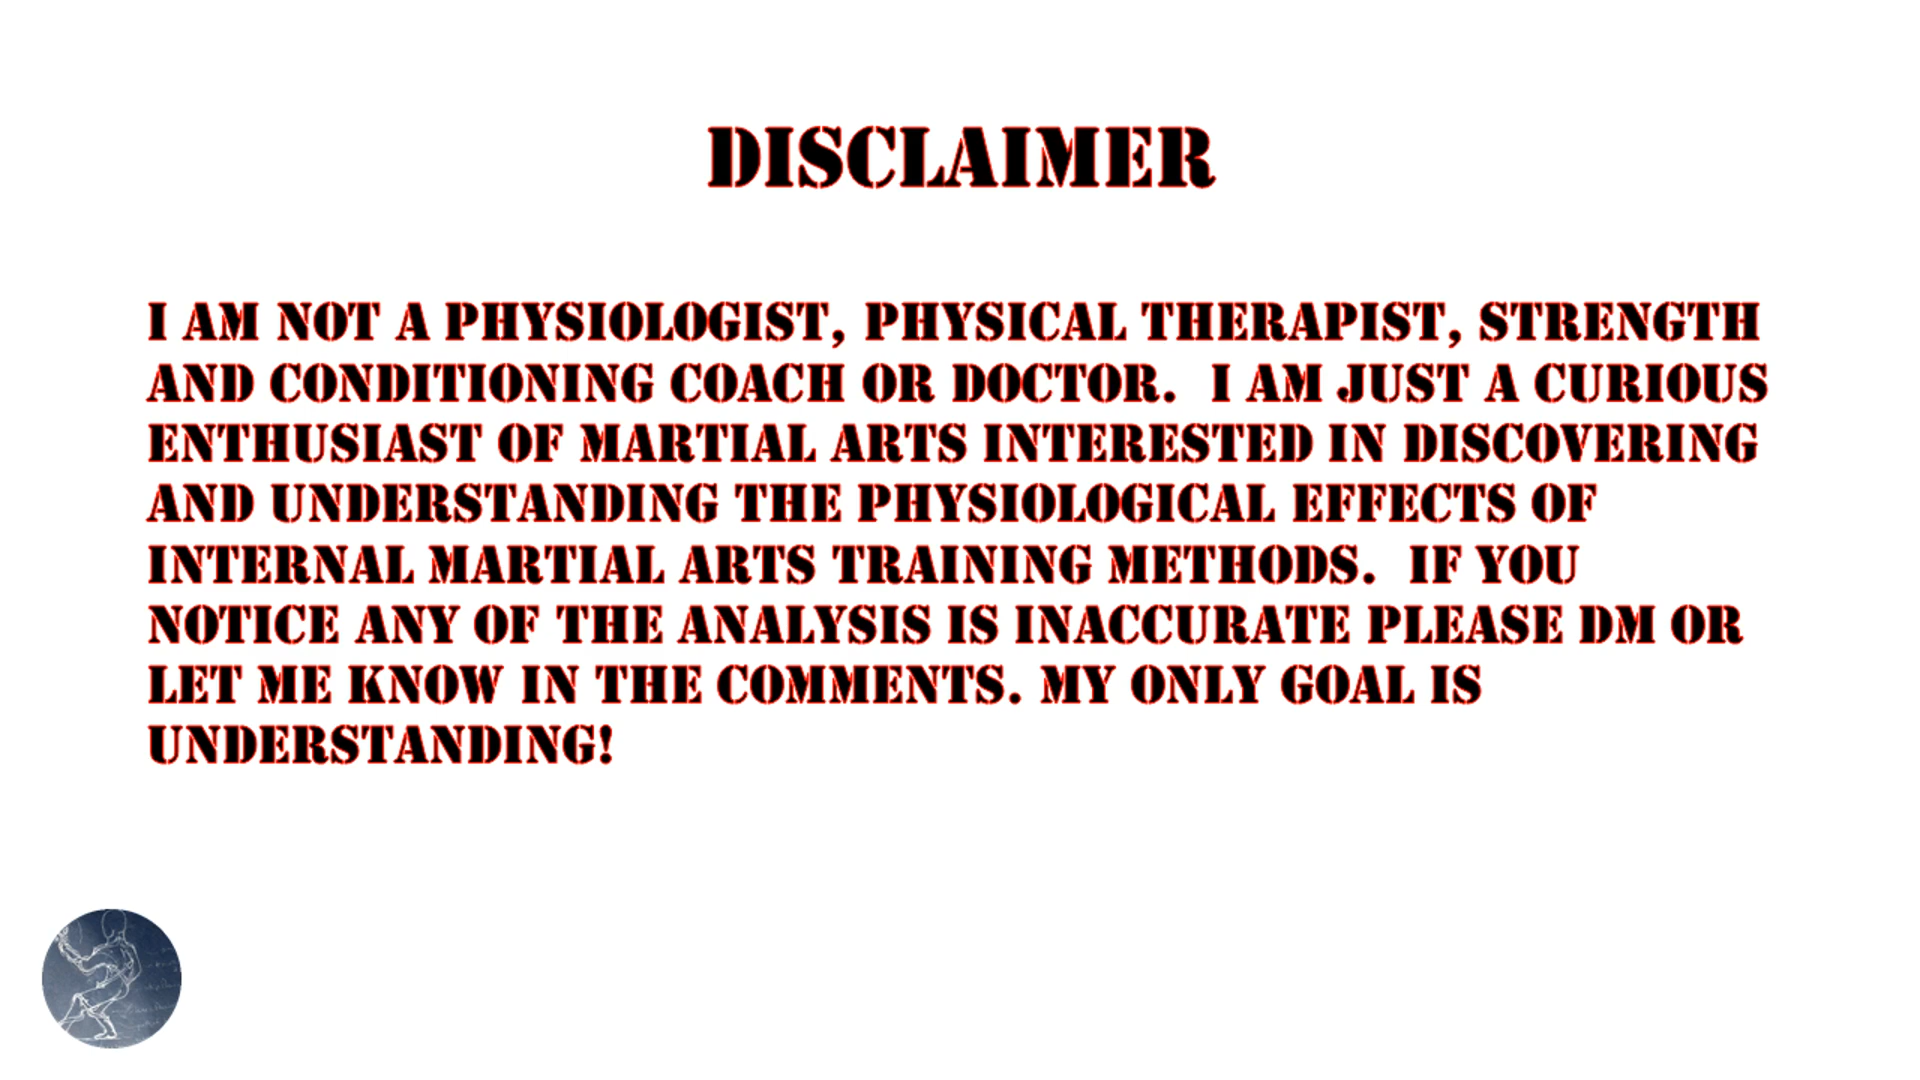 DISCLAIMER
I AM NOT A PHYSIOLOGIST, PHYSICAL THERAPIST, STRENGTH
AND CONDITIONING COACH OR DOCTOR.  I AM JUST A CURIOUS
ENTHUSIAST OF MARTIAL ARTS INTERESTED IN DISCOVERING
AND UNDERSTANDING THE PHYSIOLOGICAL EFFECTS OF
INTERNAL MARTIAL ARTS TRAINING METHODS.  IF YOU
NOTICE ANY OF THE ANALYSIS IS INACCURATE PLEASE DM OR
LET ME KNOW IN THE COMMENTS. MY ONLY GOAL IS
UNDERSTANDING!